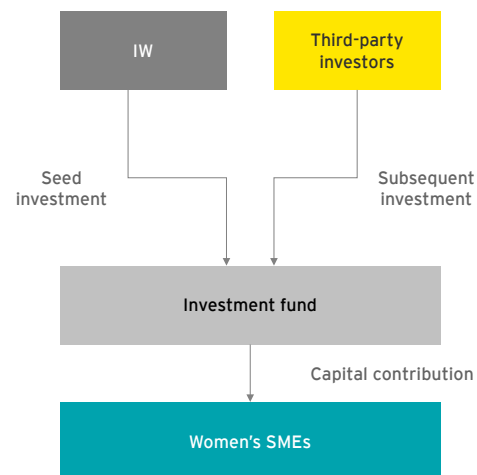 IW
Third-party
investors
Seed
investment
Subsequent
investment
Investment fund
Capital contribution
Women's SMEs